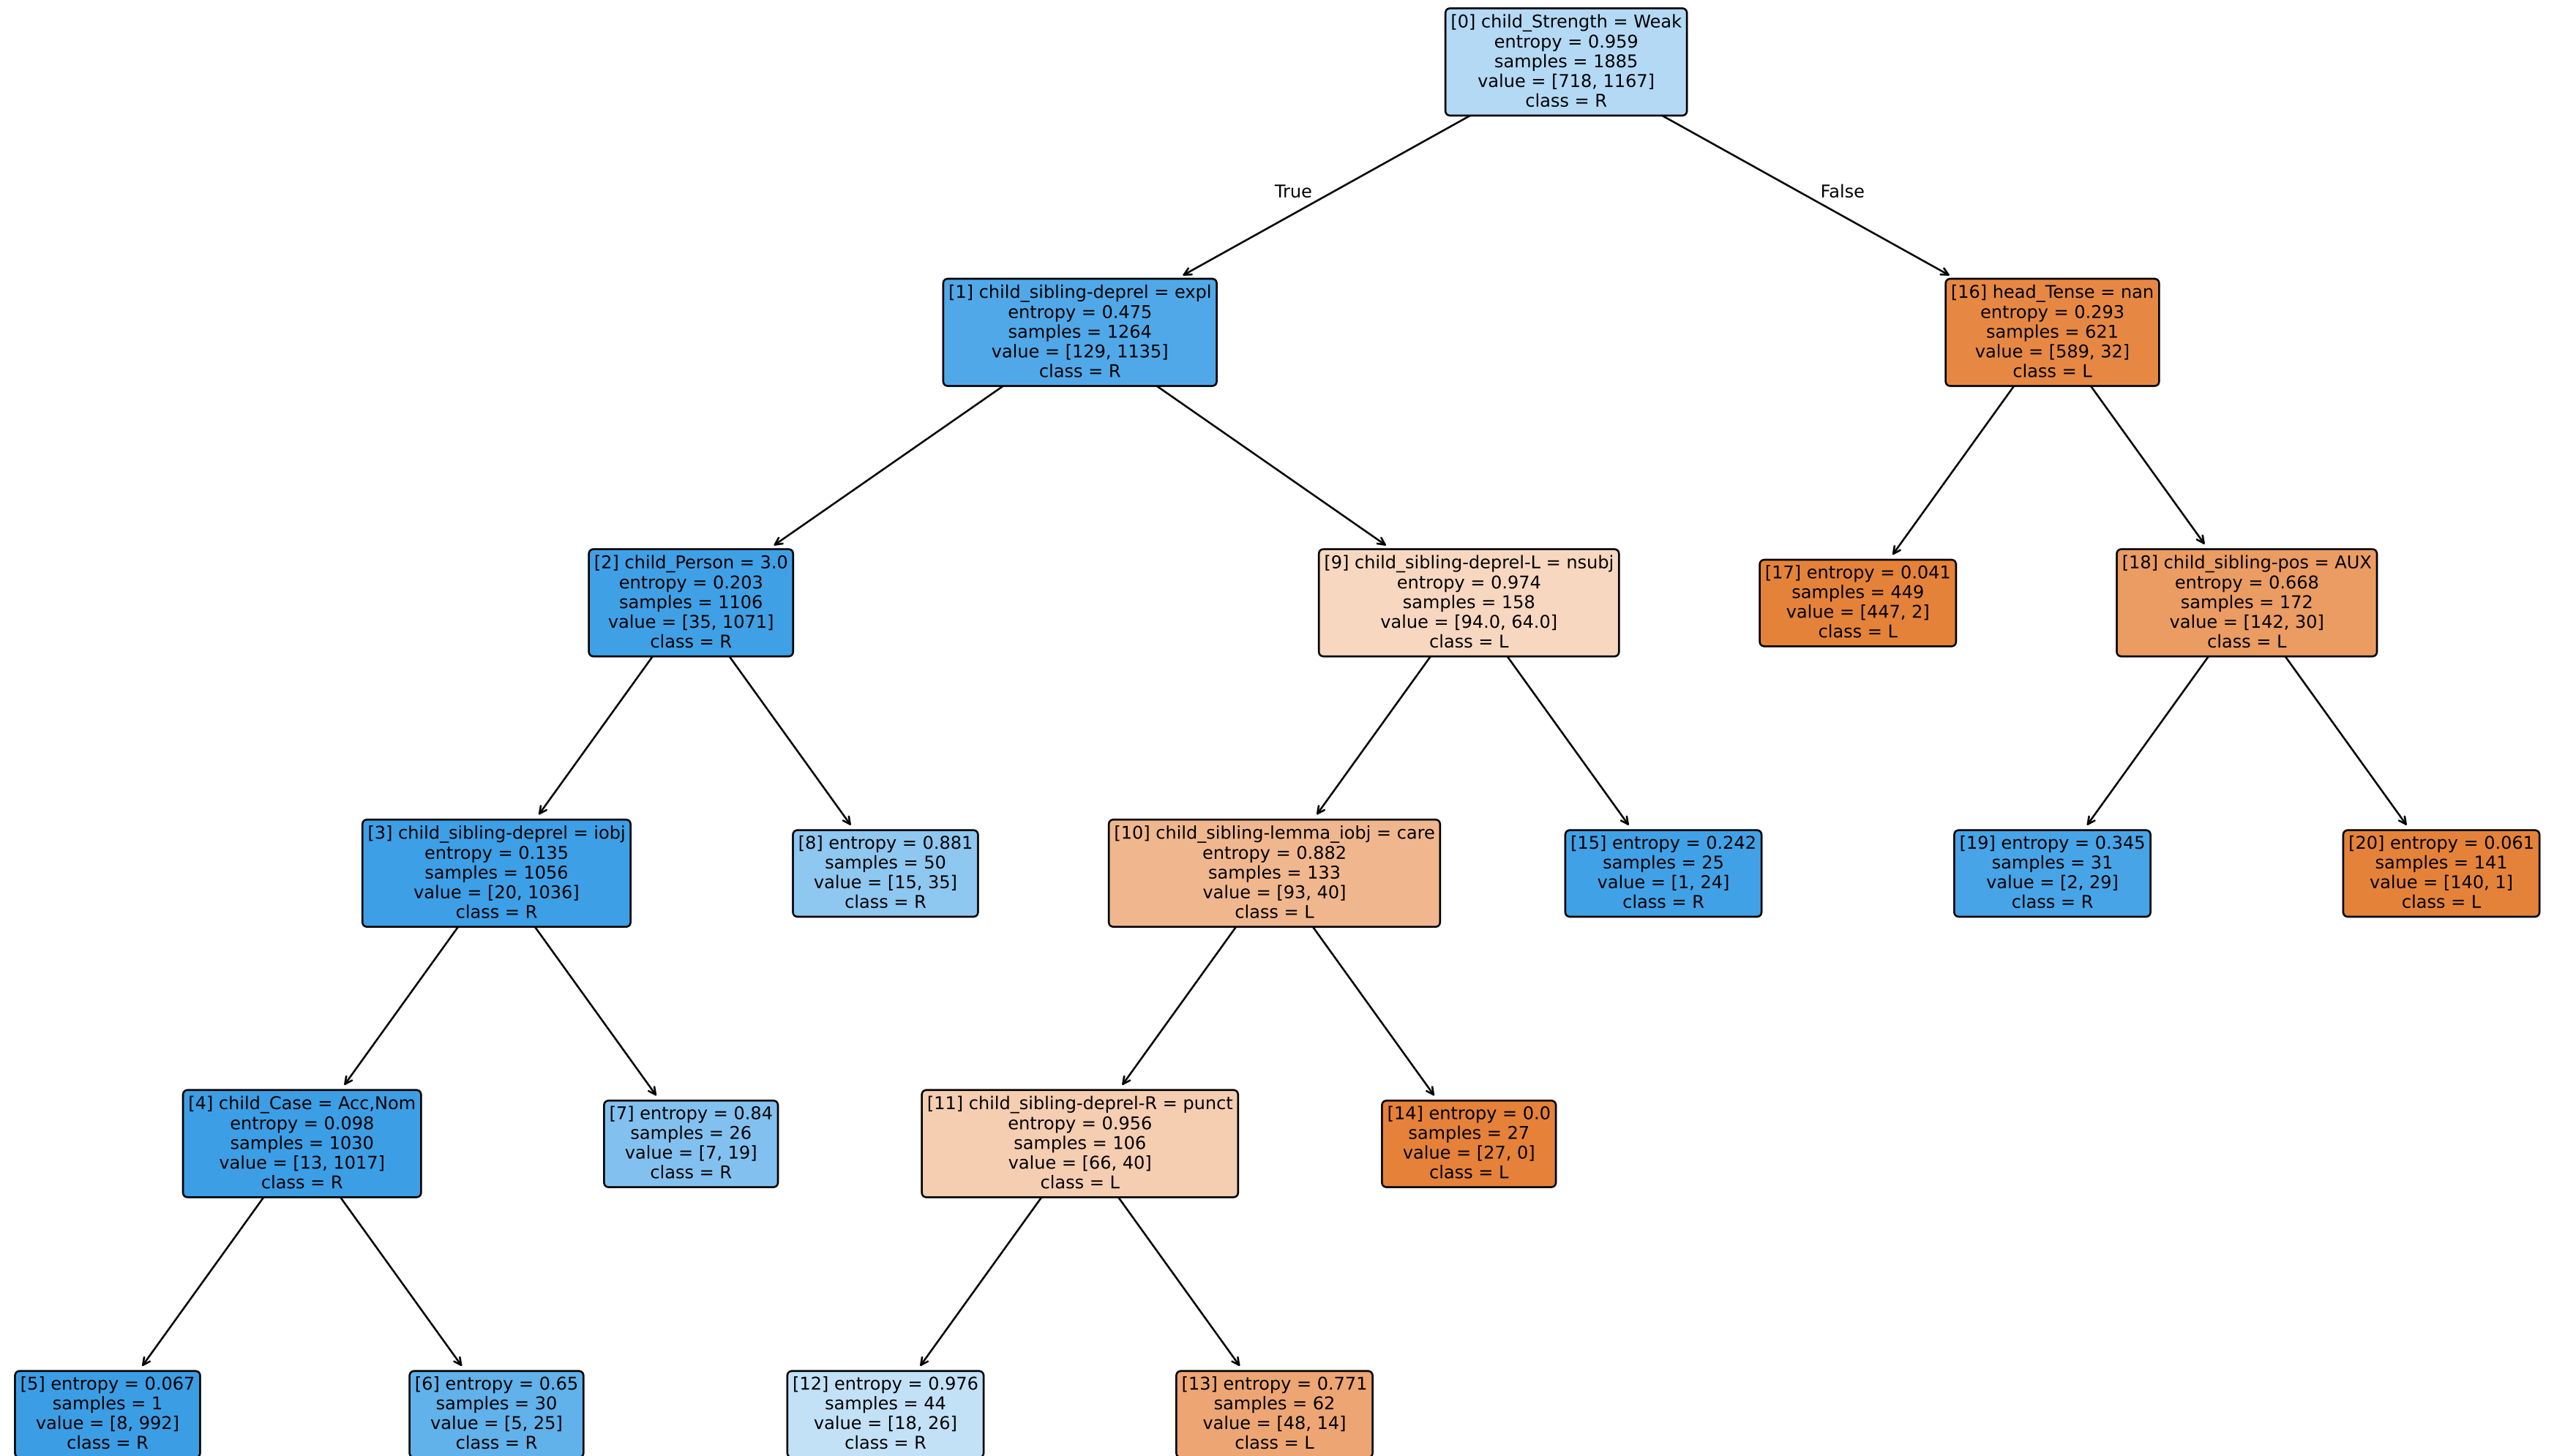 [0] child_Strength = Weak
entropy = 0.959
samples = 1885
value = [718, 1167]
class = R
True
False
[1] child_sibling-deprel = expl
entropy = 0.475
samples = 1264
value = [129, 1135]
class = R
[16] head_Tense = nan
entropy = 0.293
samples = 621
value = [589, 32]
class = L
[2] child_Person = 3.0
entropy = 0.203
samples = 1106
value = [35, 1071]
class = R
[9] child_sibling-deprel-L = nsubj
entropy = 0.974
samples = 158
value = [94.0, 64.0]
class = L
[17] entropy = 0.041
samples = 449
value = [447, 2]
class = L
[18] child_sibling-pos = AUX
entropy = 0.668
samples = 172
value = [142, 30]
class = L
[3] child_sibling-deprel = iobj
entropy = 0.135
samples = 1056
value = [20, 1036]
class = R
[8] entropy = 0.881
samples = 50
value = [15, 35]
class = R
[10] child_sibling-lemma_iobj = care
entropy = 0.882
samples = 133
value = [93, 40]
class = L
[15] entropy = 0.242
samples = 25
value = [1, 24]
class = R
[19] entropy = 0.345
samples = 31
value = [2, 29]
class = R
[20] entropy = 0.061
samples = 141
value = [140, 1]
class = L
[4] child_Case = Acc,Nom
entropy = 0.098
samples = 1030
value = [13, 1017]
class = R
[7] entropy = 0.84
samples = 26
value = [7, 19]
class = R
[11] child_sibling-deprel-R = punct
entropy = 0.956
samples = 106
value = [66, 40]
class = L
[14] entropy = 0.0
samples = 27
value = [27, 0]
class = L
[5] entropy = 0.067
samples = 1
value = [8, 992]
class = R
[6] entropy = 0.65
samples = 30
value = [5, 25]
class = R
[12] entropy = 0.976
samples = 44
value = [18, 26]
class = R
[13] entropy = 0.771
samples = 62
value = [48, 14]
class = L